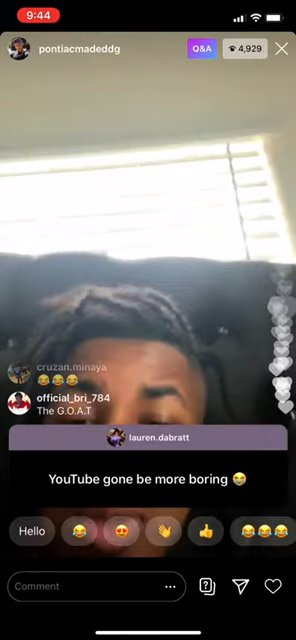 9:44
pontiacmadeddg
Q&A
4,929
cruzan.minaya
😂😂😂
official_bri_784
The G.O.A.T
lauren.dabratt
YouTube gone be more boring 😭
Hello 😂 😍 👋 👍 😂😂😂
Comment